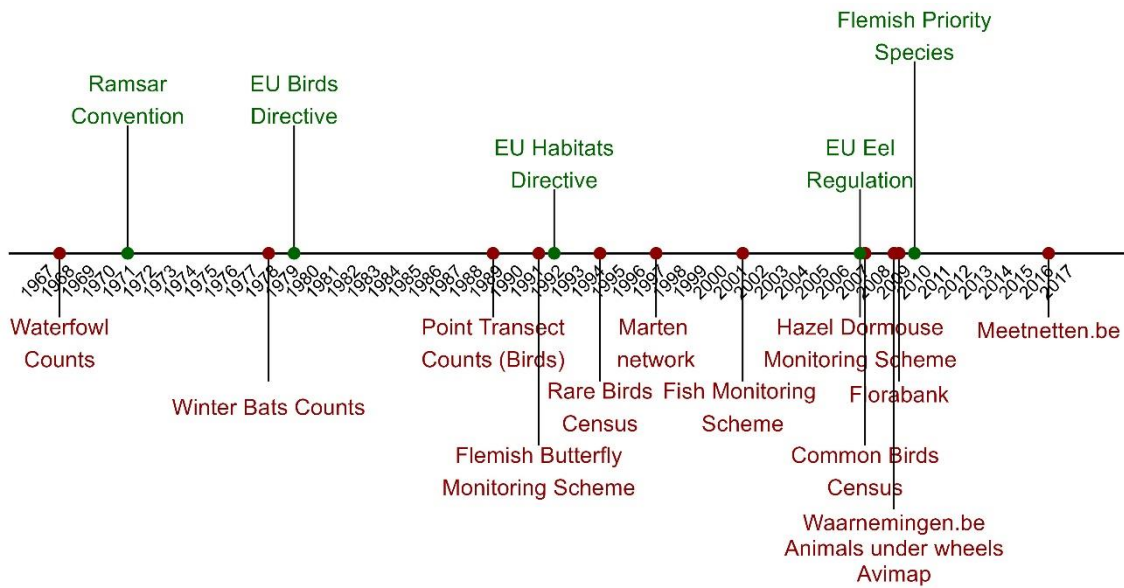 Flemish Priority
Species
Ramsar
Convention
EU Birds
Directive
EU Habitats
Directive
EU Eel
Regulation
1967
1968
1969
1970
1971
1972
1973
1974
1975
1976
1977
1978
1979
1980
1981
1982
1983
1984
1985
1986
1987
1988
1989
1990
1991
1992
1993
1994
1995
1996
1997
1998
1999
2000
2001
2002
2003
2004
2005
2006
2007
2008
2009
2010
2011
2012
2013
2014
2015
2016
2017
Waterfowl
Counts
Winter Bats Counts
Point Transect
Counts (Birds)
Flemish Butterfly
Monitoring Scheme
Rare Birds
Census
Marten
network
Fish Monitoring
Scheme
Hazel Dormouse
Monitoring Scheme
Florabank
Common Birds
Census
Waarnemingen.be
Animals under wheels
Avimap
Meetnetten.be